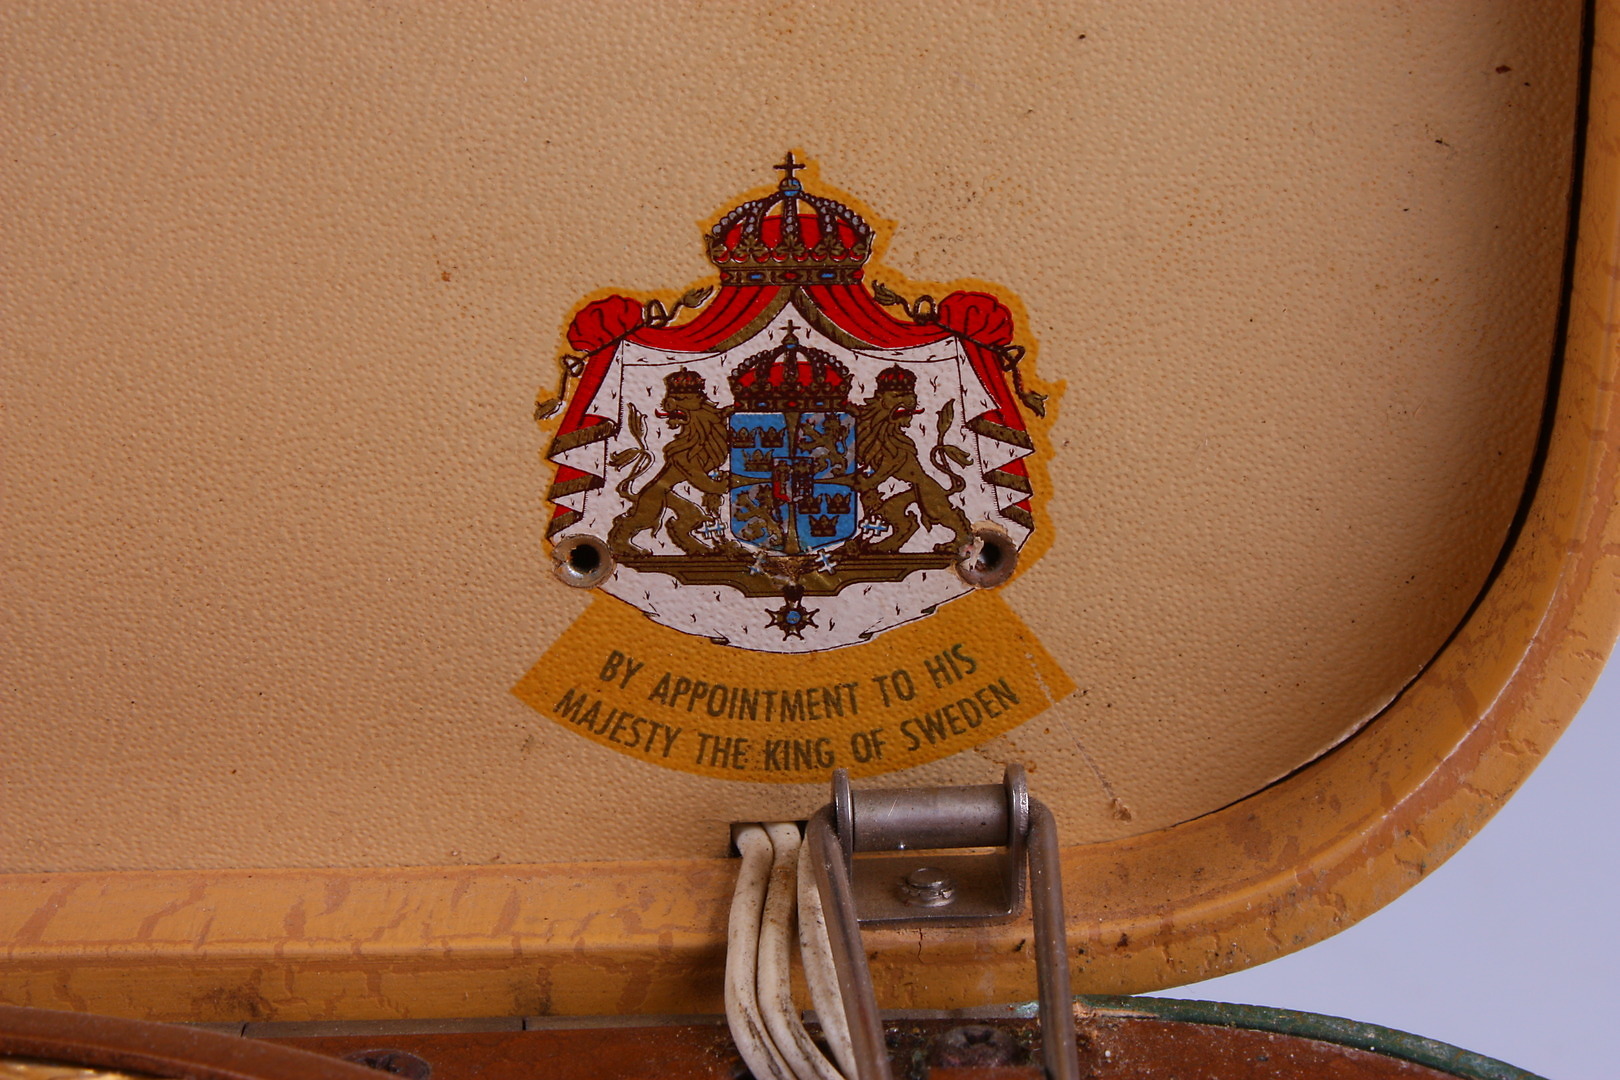 BY APPOINTMENT TO HIS
MAJESTY THE KING OF SWEDEN